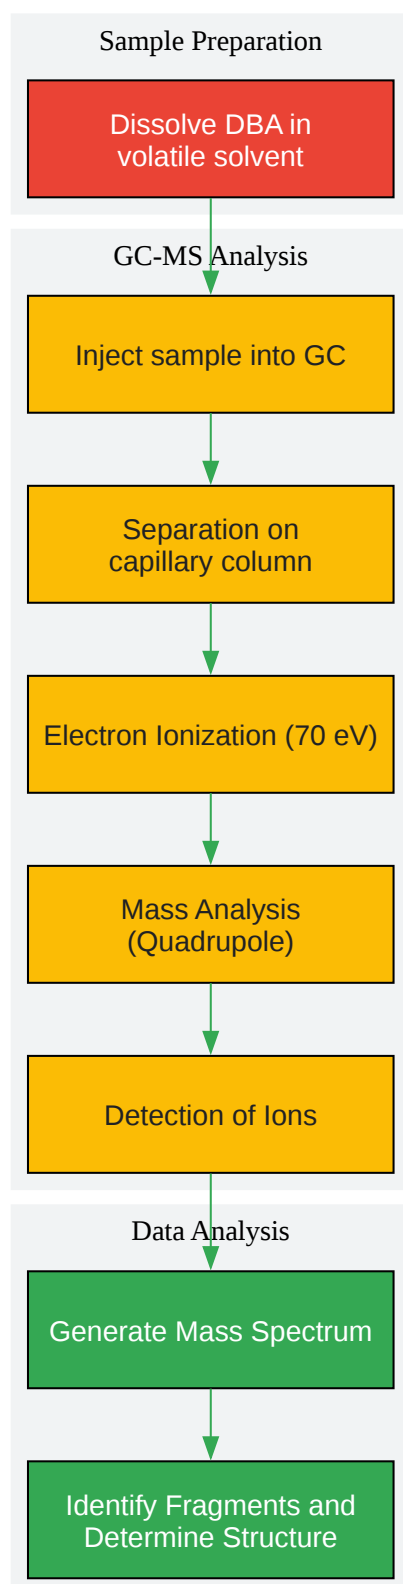 Sample Preparation
Dissolve DBA in
volatile solvent
GC-MS Analysis
Inject sample into GC
Separation on
capillary column
Electron Ionization (70 eV)
Mass Analysis
(Quadrupole)
Detection of Ions
Data Analysis
Generate Mass Spectrum
Identify Fragments and
Determine Structure